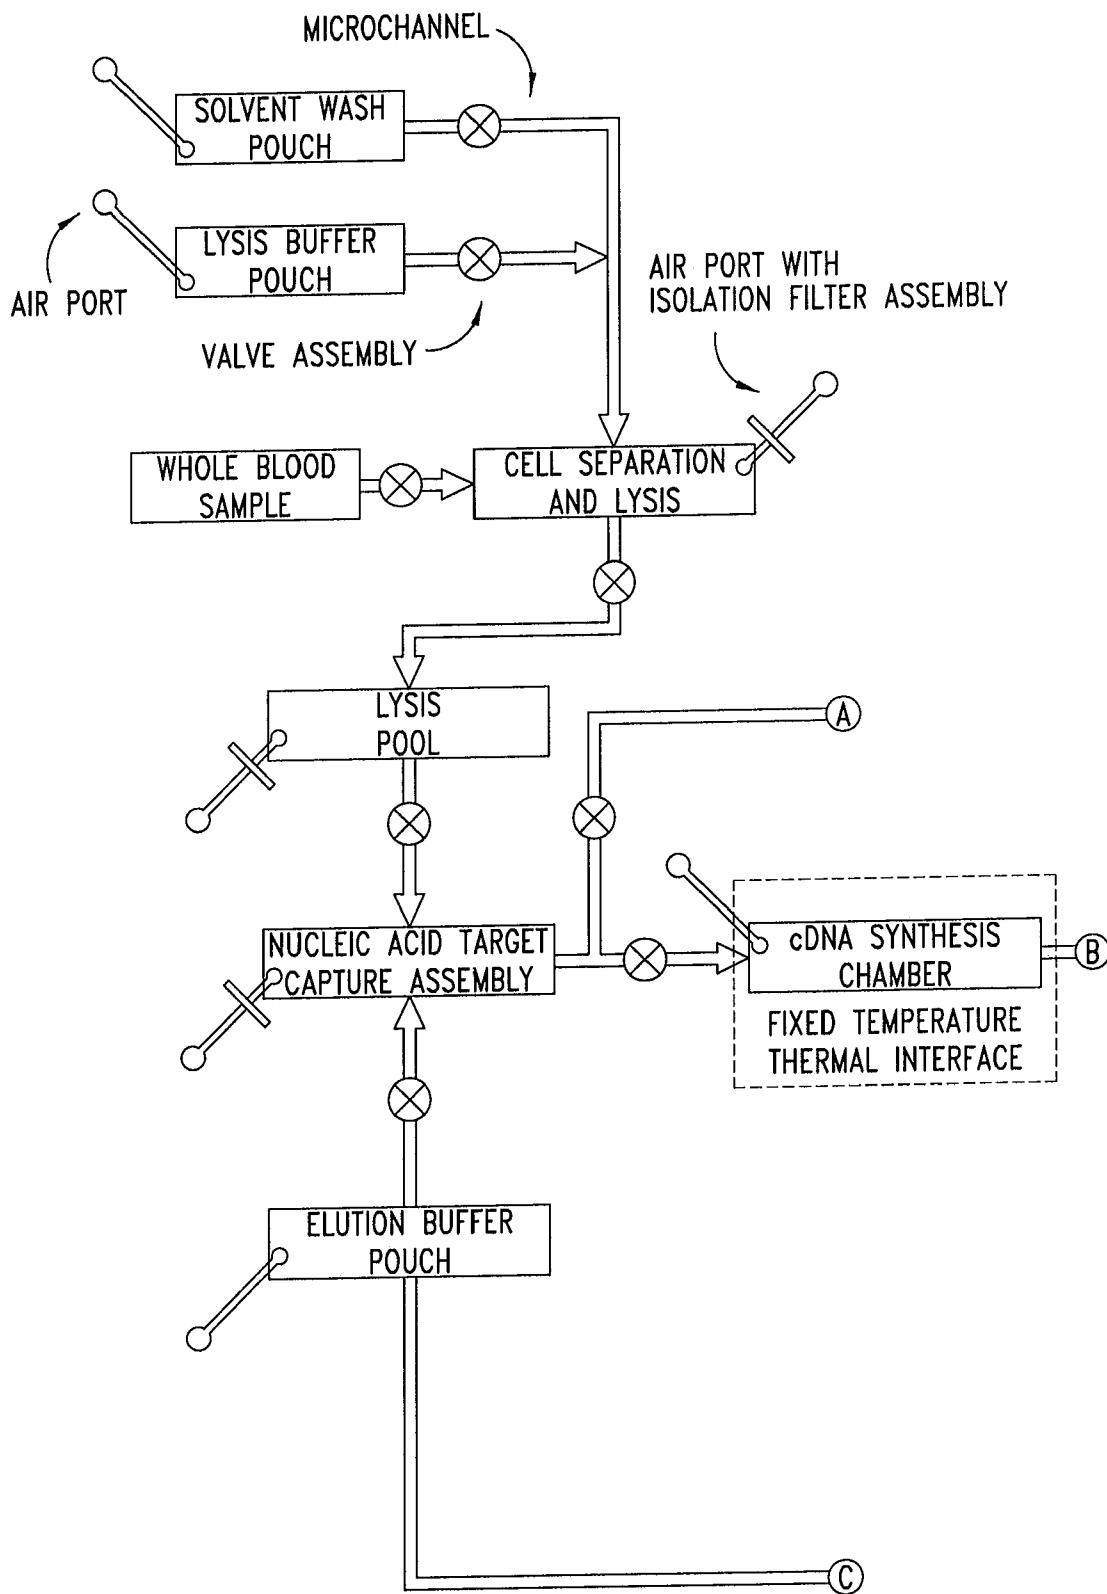 MICROCHANNEL
SOLVENT WASH
POUCH
LYSIS BUFFER
POUCH
AIR PORT
VALVE ASSEMBLY
AIR PORT WITH
ISOLATION FILTER ASSEMBLY
WHOLE BLOOD
SAMPLE
CELL SEPARATION
AND LYSIS
LYSIS
POOL
A
NUCLEIC ACID TARGET
CAPTURE ASSEMBLY
cDNA SYNTHESIS
CHAMBER
B
FIXED TEMPERATURE
THERMAL INTERFACE
ELUTION BUFFER
POUCH
C